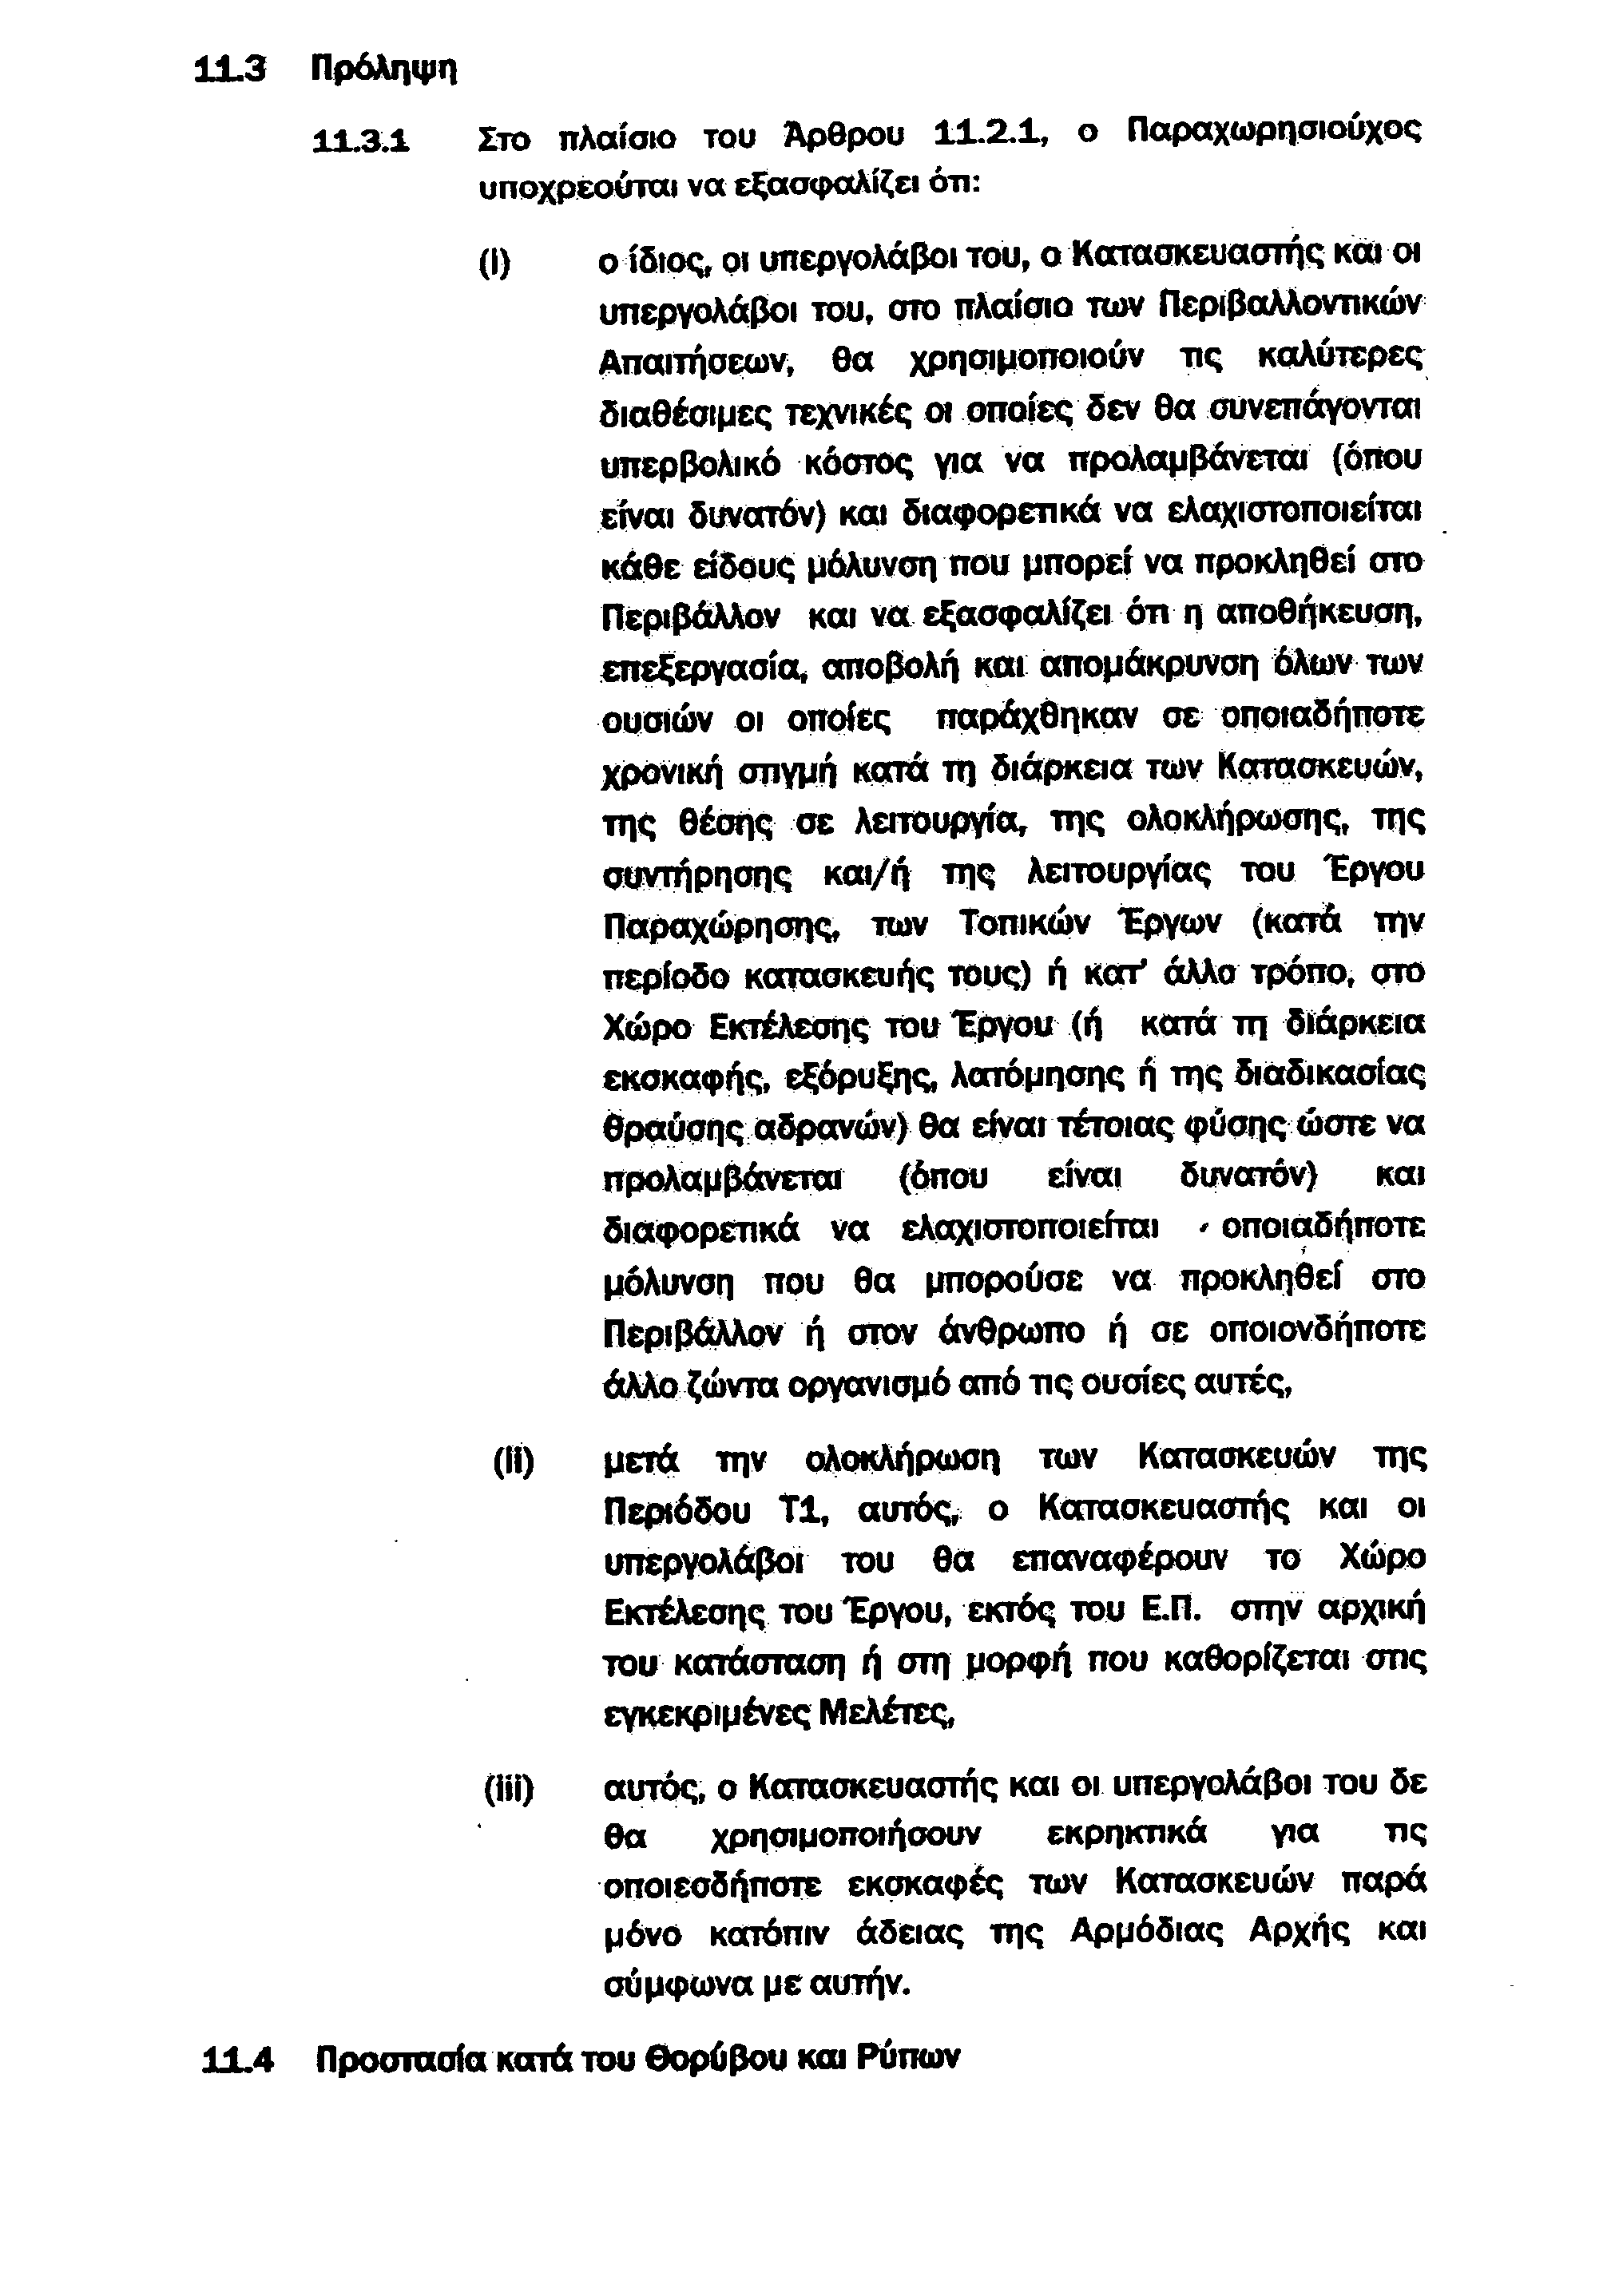 11.3 Πρόληψη
11.3.1 Στο πλαίσιο του Άρθρου 11.2.1, ο Παραχωρησιούχος
υποχρεούται να εξασφαλίζει ότι:
(i) ο ίδιος, οι υπεργολάβοι του, ο Κατασκευαστής και οι
υπεργολάβοι του, στο πλαίσιο των Περιβαλλοντικών
Απαιτήσεων, θα χρησιμοποιούν τις καλύτερες
διαθέσιμες τεχνικές οι οποίες δεν θα συνεπάγονται
υπερβολικό κόστος για να προλαμβάνεται (όπου
είναι δυνατόν) και διαφορετικά να ελαχιστοποιείται
κάθε είδους μόλυνση που μπορεί να προκληθεί στο
Περιβάλλον και να εξασφαλίζει ότι η αποθήκευση,
επεξεργασία, αποβολή και απομάκρυνση όλων των
ουσιών οι οποίες παράχθηκαν σε οποιαδήποτε
χρονική στιγμή κατά τη διάρκεια των Κατασκευών,
της θέσης σε λειτουργία, της ολοκλήρωσης, της
συντήρησης και/ή της λειτουργίας του Έργου
Παραχώρησης, των Τοπικών Έργων (κατά την
περίοδο κατασκευής τους) ή κατ' άλλο τρόπο, στο
Χώρο Εκτέλεσης του Έργου (ή κατά τη διάρκεια
εκσκαφής, εξόρυξης, λατόμησης ή της διαδικασίας
θραύσης αδρανών) θα είναι τέτοιας φύσης ώστε να
προλαμβάνεται (όπου είναι δυνατόν) και
διαφορετικά να ελαχιστοποιείται οποιαδήποτε
μόλυνση που θα μπορούσε να προκληθεί στο
Περιβάλλον ή στον άνθρωπο ή σε οποιονδήποτε
άλλο ζώντα οργανισμό από τις ουσίες αυτές,
(ii) μετά την ολοκλήρωση των Κατασκευών της
Περιόδου Τ1, αυτός, ο Κατασκευαστής και οι
υπεργολάβοι του θα επαναφέρουν το Χώρο
Εκτέλεσης του Έργου, εκτός του Ε.Π. στην αρχική
του κατάσταση ή στη μορφή που καθορίζεται στις
εγκεκριμένες Μελέτες,
(iii) αυτός, ο Κατασκευαστής και οι υπεργολάβοι του δε
θα χρησιμοποιήσουν εκρηκτικά για τις
οποιεσδήποτε εκσκαφές των Κατασκευών παρά
μόνο κατόπιν άδειας της Αρμόδιας Αρχής και
σύμφωνα με αυτήν.
11.4 Προστασία κατά του Θορύβου και Ρύπων